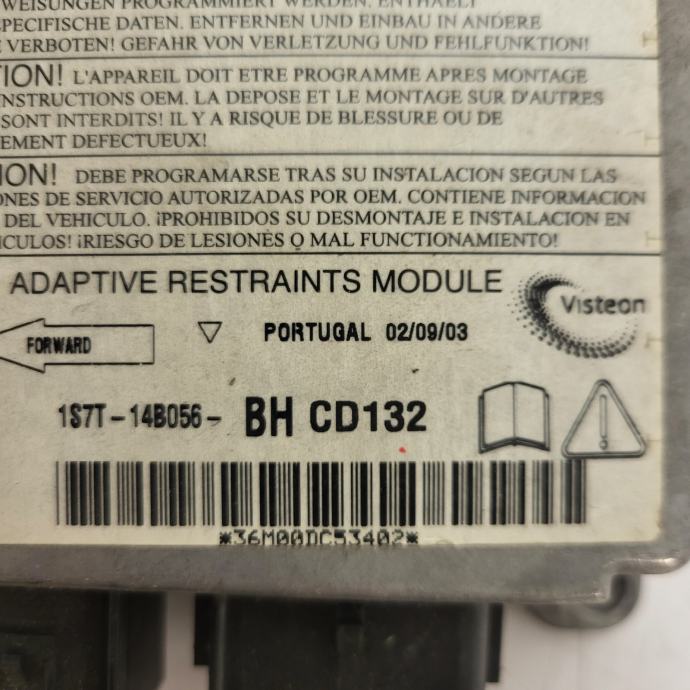 WEISUNGEN PROGRAMMIERT WERDEN. ENTHAELT
SPECIFISCHE DATEN. ENTFERNEN UND EINBAU IN ANDERE
VERBOTEN! GEFAHR VON VERLETZUNG UND FEHLFUNKTION!
TION! L'APPAREIL DOIT ETRE PROGRAMME APRES MONTAGE
INSTRUCTIONS OEM. LA DEPOSE ET LE MONTAGE SUR D'AUTRES
SONT INTERDITS! IL Y A RISQUE DE BLESSURE OU DE
EMENT DEFECTUEUX!
ION! DEBE PROGRAMARSE TRAS SU INSTALACION SEGUN LAS
ONES DE SERVICIO AUTORIZADAS POR OEM. CONTIENE INFORMACION
DEL VEHICULO. ¡PROHIBIDOS SU DESMONTAJE E INSTALACION EN
ICULOS! ¡RIESGO DE LESIONES O MAL FUNCTIONAMIENTO!
ADAPTIVE RESTRAINTS MODULE
Visteon
FORWARD
PORTUGAL 02/09/03
1S7T-14B056- BH CD132
*36M00DC53402*